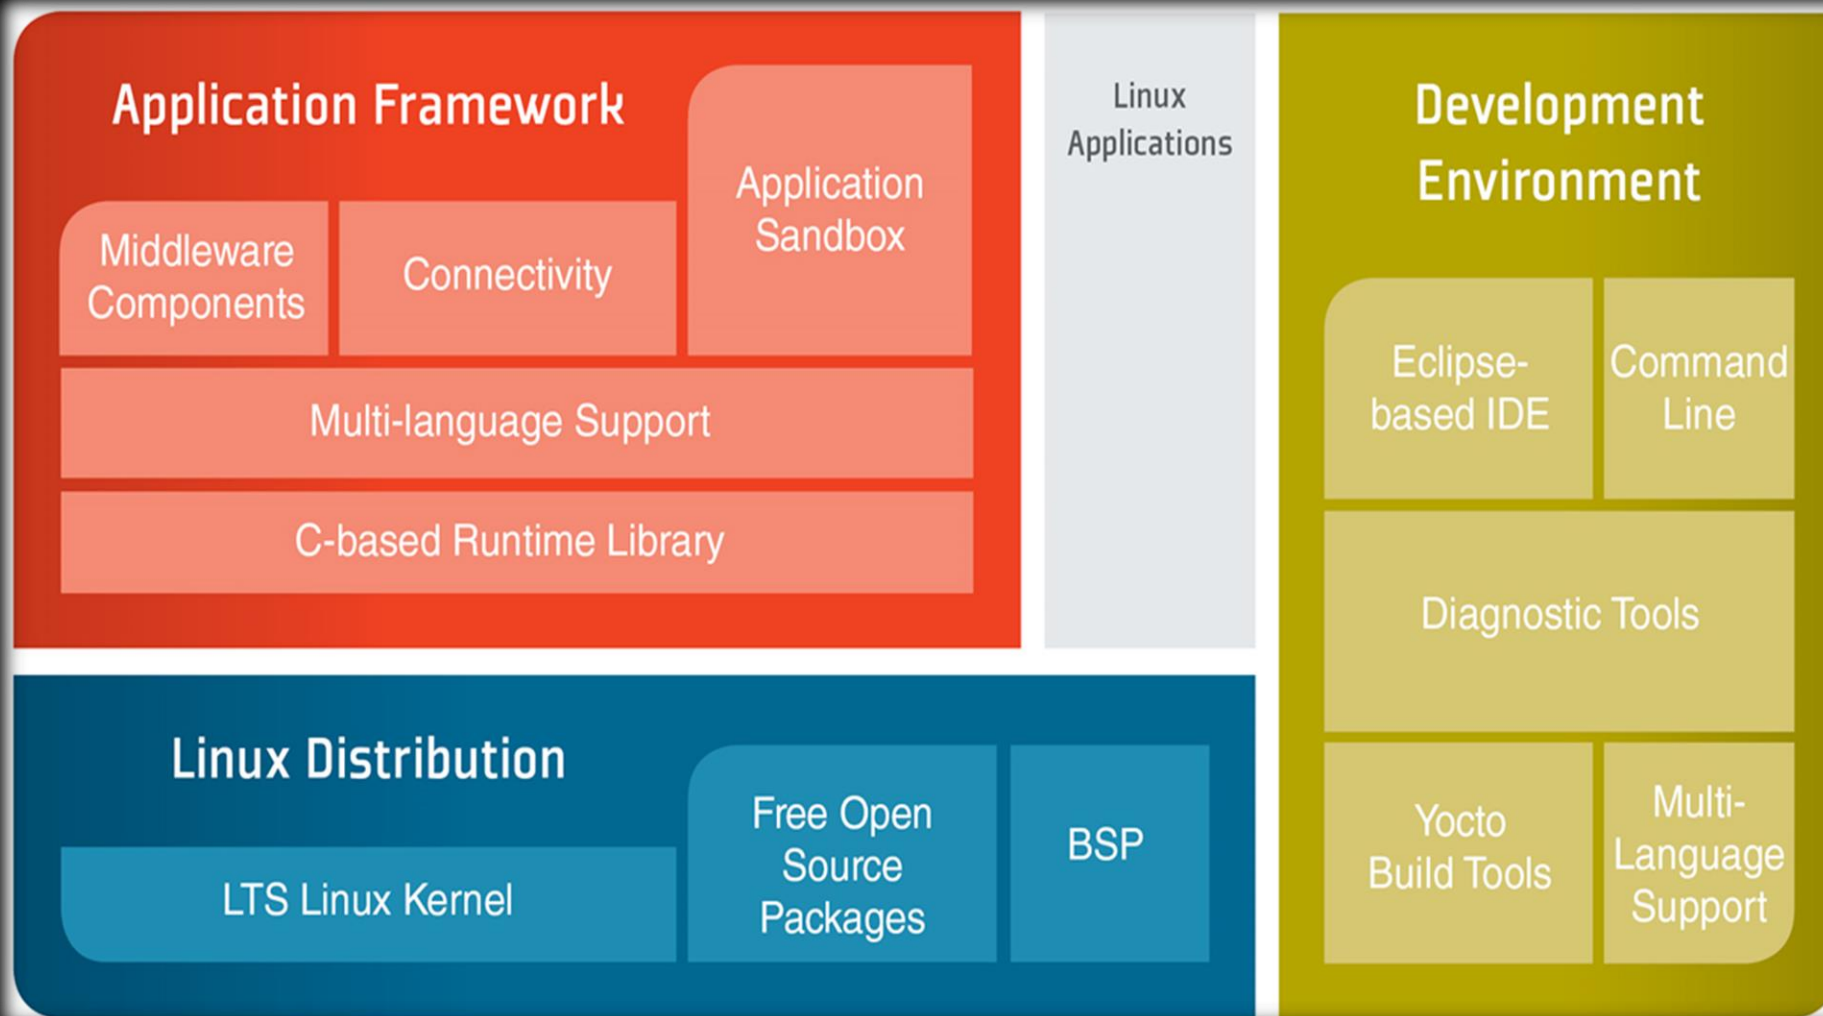 Application Framework
Application
Sandbox
Middleware
Components
Connectivity
Multi-language Support
C-based Runtime Library
Linux
Applications
Linux Distribution
LTS Linux Kernel
Free Open
Source
Packages
BSP
Development
Environment
Eclipse-
based IDE
Command
Line
Diagnostic Tools
Yocto
Build Tools
Multi-
Language
Support